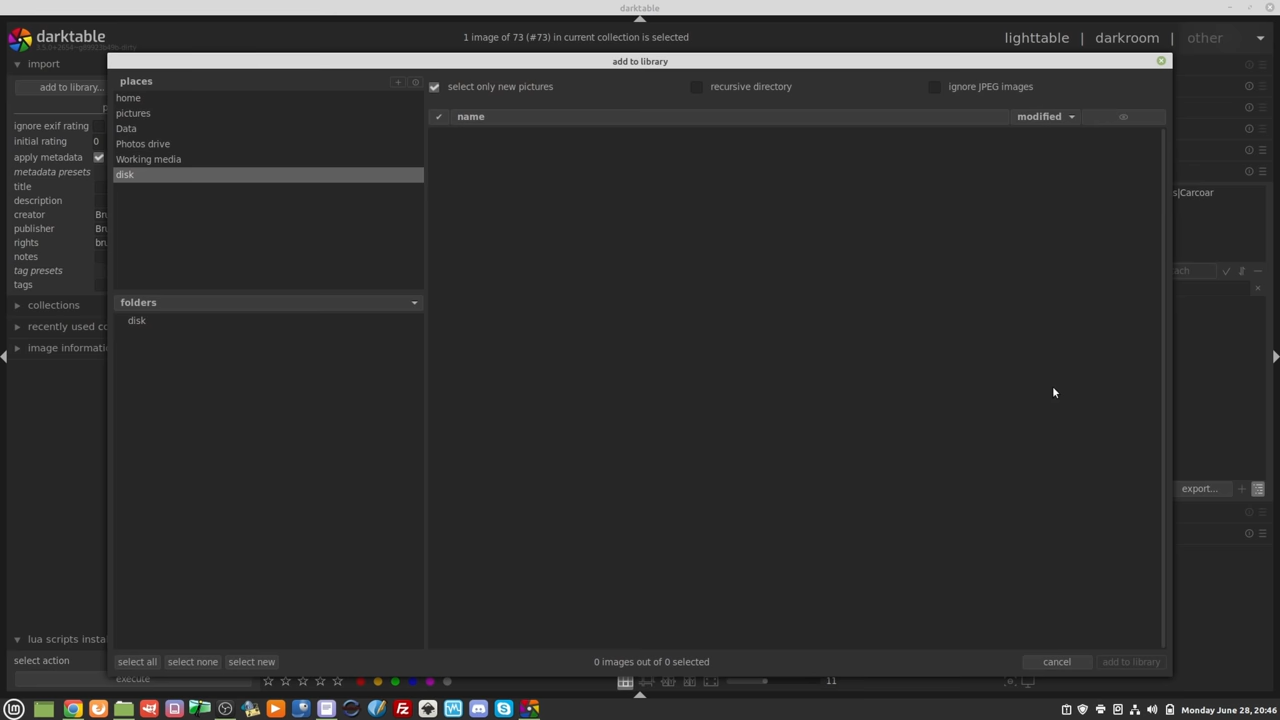 darktable
darktable
1 image of 73 (#73) in current collection is selected
lighttable | darkroom | other
import
add to library
places
add to library...
home
select only new pictures
recursive directory
ignore JPEG images
pictures
name
modified
ignore exif rating
Data
initial rating 0
Photos drive
apply metadata
Working media
metadata presets
disk
title
description
creator
publisher
rights
notes
tag presets
tags
s|Carcoar
collections
folders
disk
export...
lua scripts insta
select action
select all
select none
select new
0 images out of 0 selected
cancel
add to library
execute
11
Monday June 28, 20:46